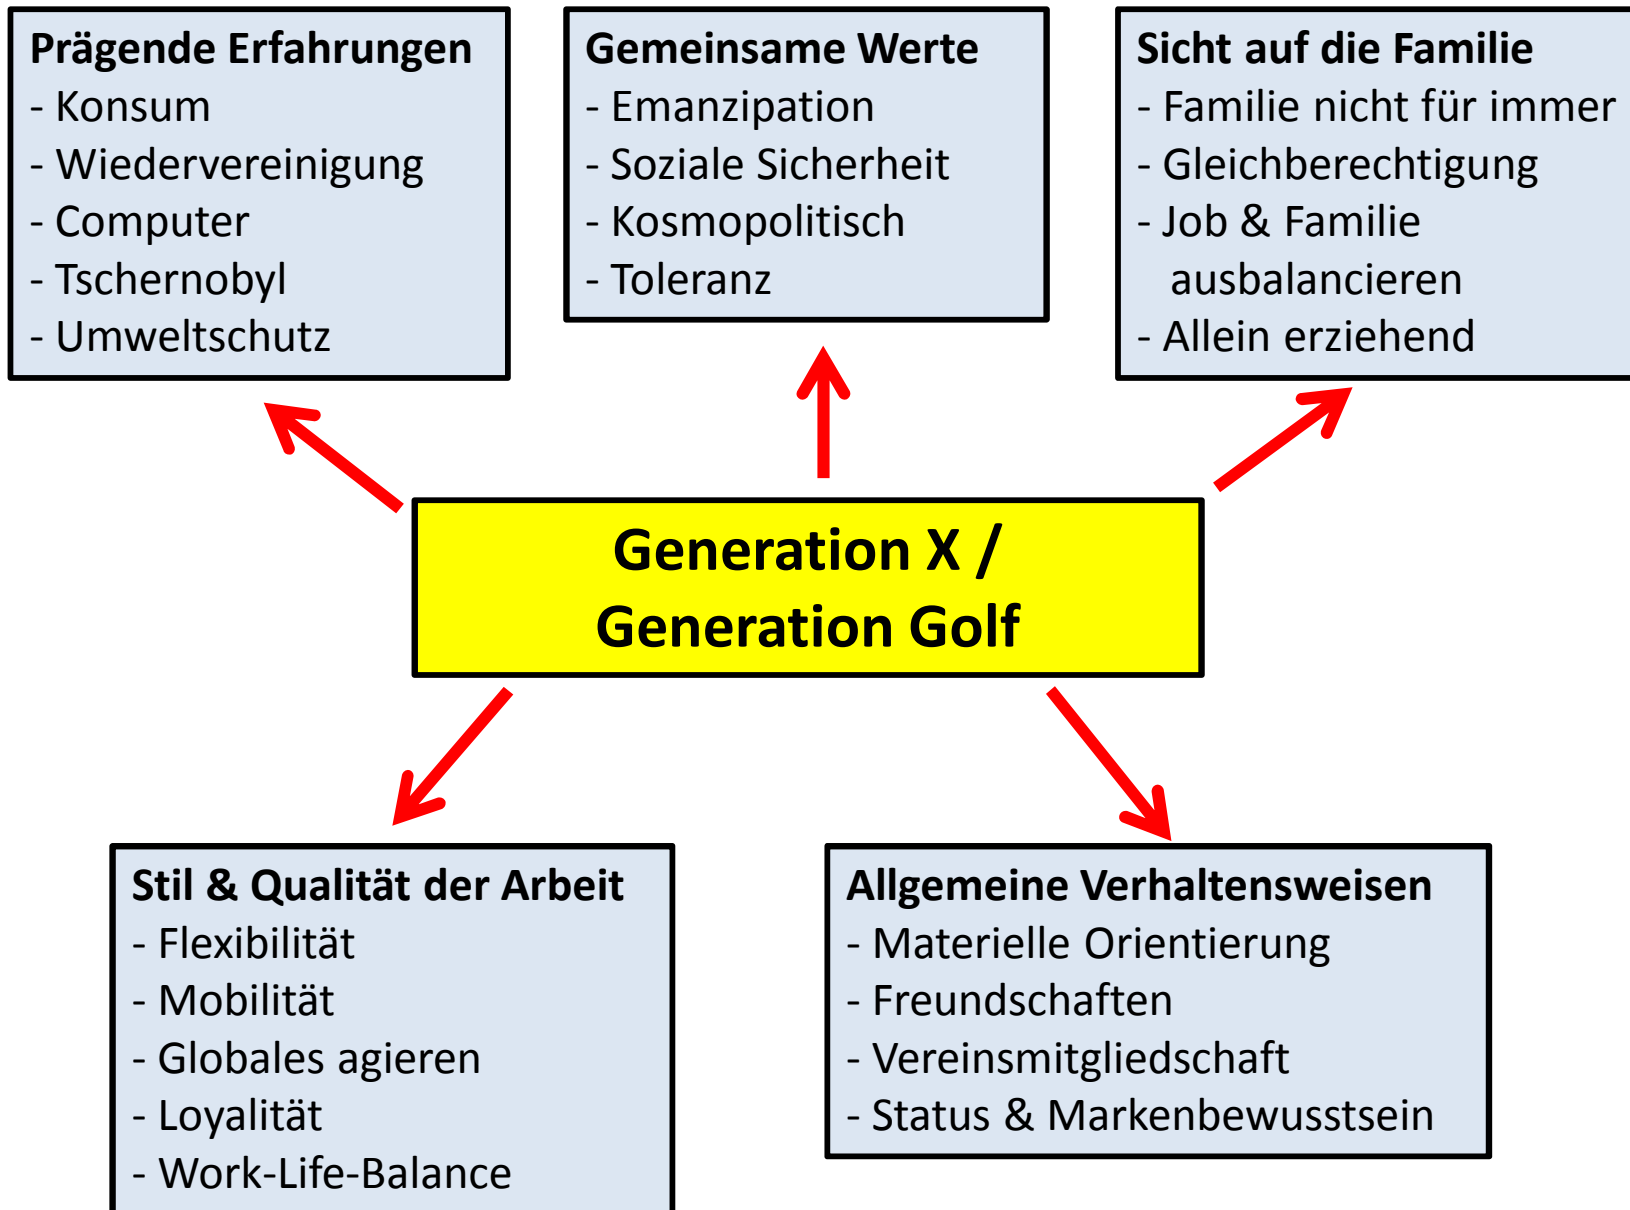 Prägende Erfahrungen
- Konsum
- Wiedervereinigung
- Computer
- Tschernobyl
- Umweltschutz
Gemeinsame Werte
- Emanzipation
- Soziale Sicherheit
- Kosmopolitisch
- Toleranz
Sicht auf die Familie
- Familie nicht für immer
- Gleichberechtigung
- Job & Familie
ausbalancieren
- Allein erziehend
Generation X /
Generation Golf
Stil & Qualität der Arbeit
- Flexibilität
- Mobilität
- Globales agieren
- Loyalität
- Work-Life-Balance
Allgemeine Verhaltensweisen
- Materielle Orientierung
- Freundschaften
- Vereinsmitgliedschaft
- Status & Markenbewusstsein